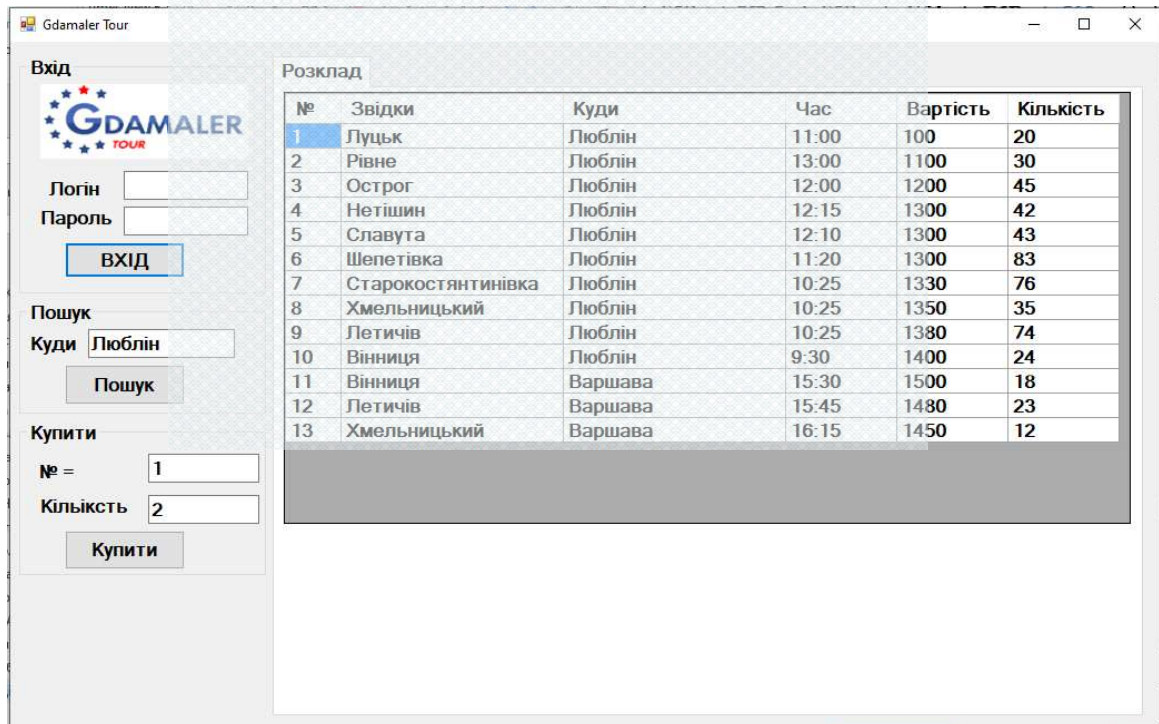 Gdamaler Tour
Вхід
GDAMALER
TOUR
Логін
Пароль
ВХІД
Пошук
Куди Люблін
Пошук
Купити
№ = 1
Кільіксть 2
Купити
Розклад
№ Звідки Куди Час Вартість Кількість
1 Луцьк Люблін 11:00 100 20
2 Рівне Люблін 13:00 1100 30
3 Острог Люблін 12:00 1200 45
4 Нетішин Люблін 12:15 1300 42
5 Славута Люблін 12:10 1300 43
6 Шепетівка Люблін 11:20 1300 83
7 Старокостянтинівка Люблін 10:25 1330 76
8 Хмельницький Люблін 10:25 1350 35
9 Летичів Люблін 10:25 1380 74
10 Вінниця Люблін 9:30 1400 24
11 Вінниця Варшава 15:30 1500 18
12 Летичів Варшава 15:45 1480 23
13 Хмельницький Варшава 16:15 1450 12